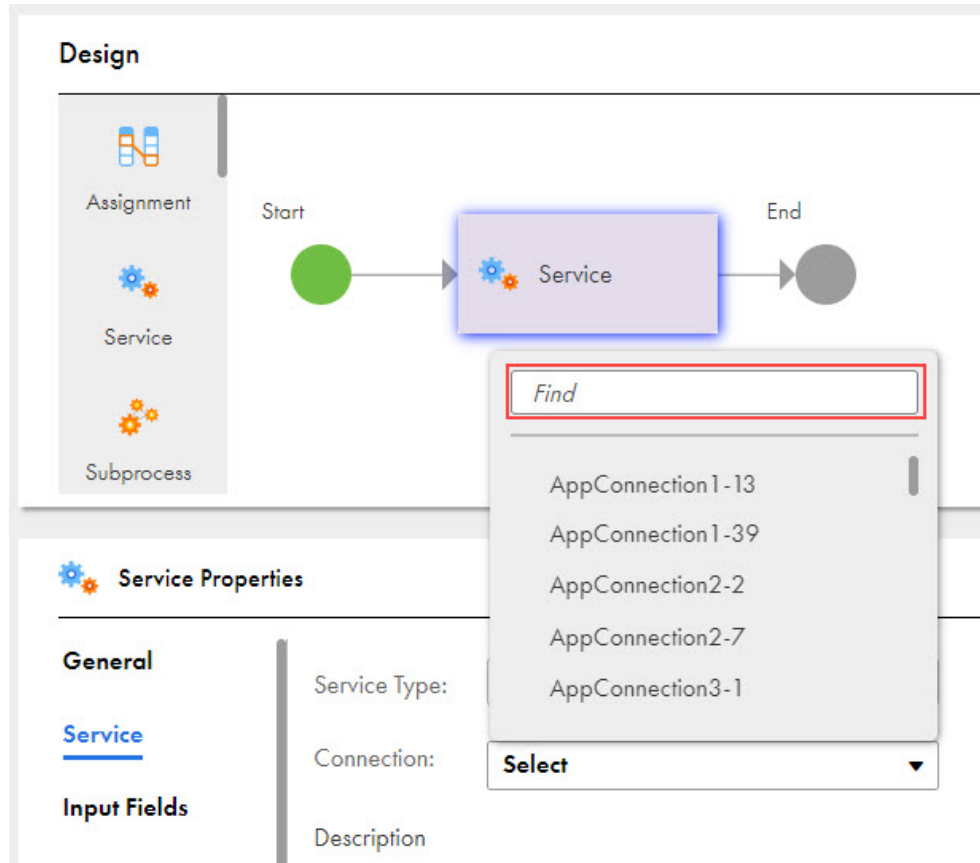 Design
Assignment
Service
Subprocess
Start
Service
End
Find
AppConnection1-13
AppConnection1-39
AppConnection2-2
AppConnection2-7
AppConnection3-1
Service Properties
General
Service
Input Fields
Service Type:
Connection:
Select
Description